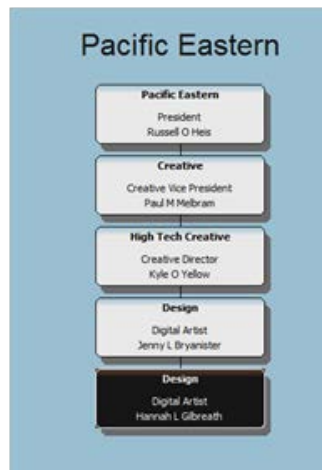 Pacific Eastern
Pacific Eastern
President
Russell O Heis
Creative
Creative Vice President
Paul M Melbram
High Tech Creative
Creative Director
Kyle O Yellow
Design
Digital Artist
Jenny L Bryanister
Design
Digital Artist
Hannah L Gilbreath